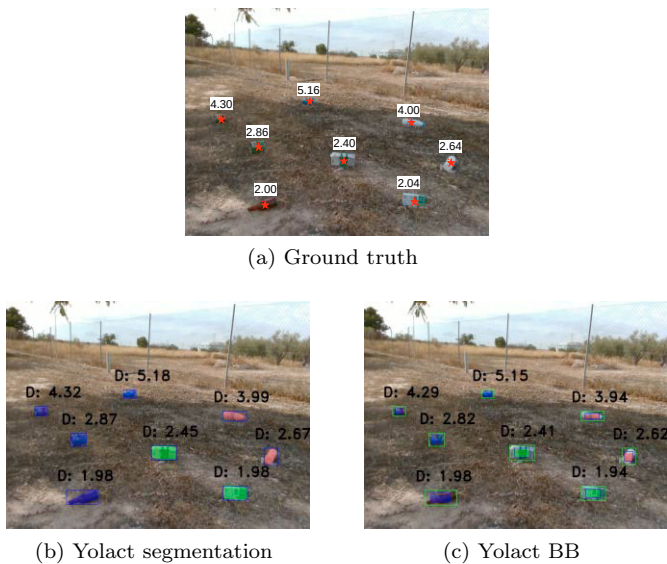 5.16
4.30
4.00
2.86
2.40
2.64
2.00
2.04
(a) Ground truth
D: 5.18
D: 4.32
D: 3.99
D: 2.87
D: 2.45
D: 2.67
D: 1.98
D: 1.98
(b) Yolact segmentation
D: 5.15
D: 4.29
D: 3.94
D: 2.82
D: 2.41
D: 2.62
D: 1.98
D: 1.94
(c) Yolact BB